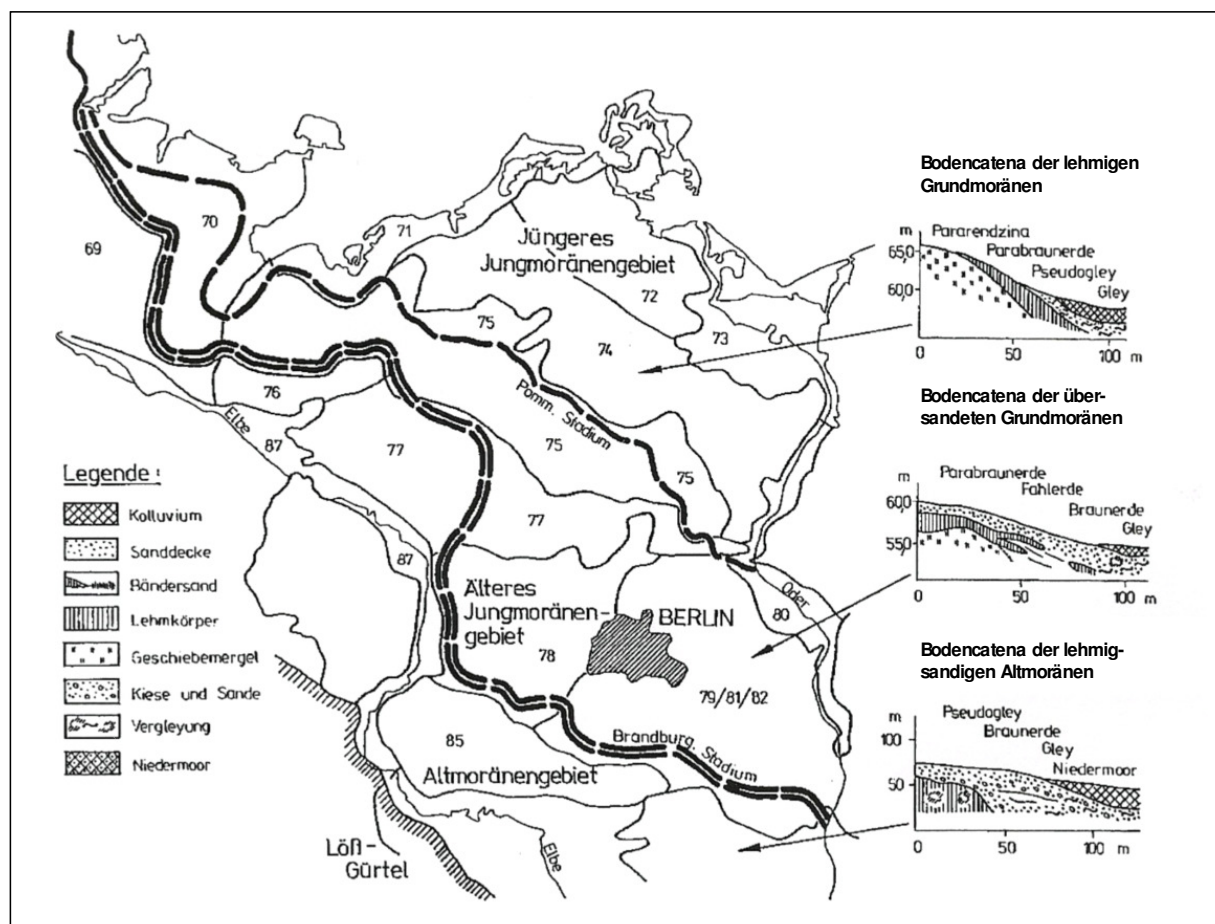 Bodencatena der lehmigen
Grundmoränen
m
Pararendzina
Parabraunerde
Pseudogley
Gley
65,0
60,0
0 50 100 m
Bodencatena der über-
sandeten Grundmoränen
m
Parabraunerde
Fahlerde
Braunerde
Gley
60,0
55,0
0 50 100 m
Bodencatena der lehmig-
sandigen Altmoränen
m
Pseudogley
Braunerde
Gley
Niedermoor
100
50
0 50 100 m
69
70
71
Jüngeres
Jungmoränengebiet
72
73
74
75
Pomm. Stadium
75
75
76
Elbe
87
77
77
87
Älteres
Jungmoränen-
gebiet
78
BERLIN
Oder
80
79/81/82
Brandburg. Stadium
85
Altmoränengebiet
Löß-
Gürtel
Elbe
Legende :
Kolluvium
Sanddecke
Bändersand
Lehmkörper
Geschiebemergel
Kiese und Sande
Vergleyung
Niedermoor